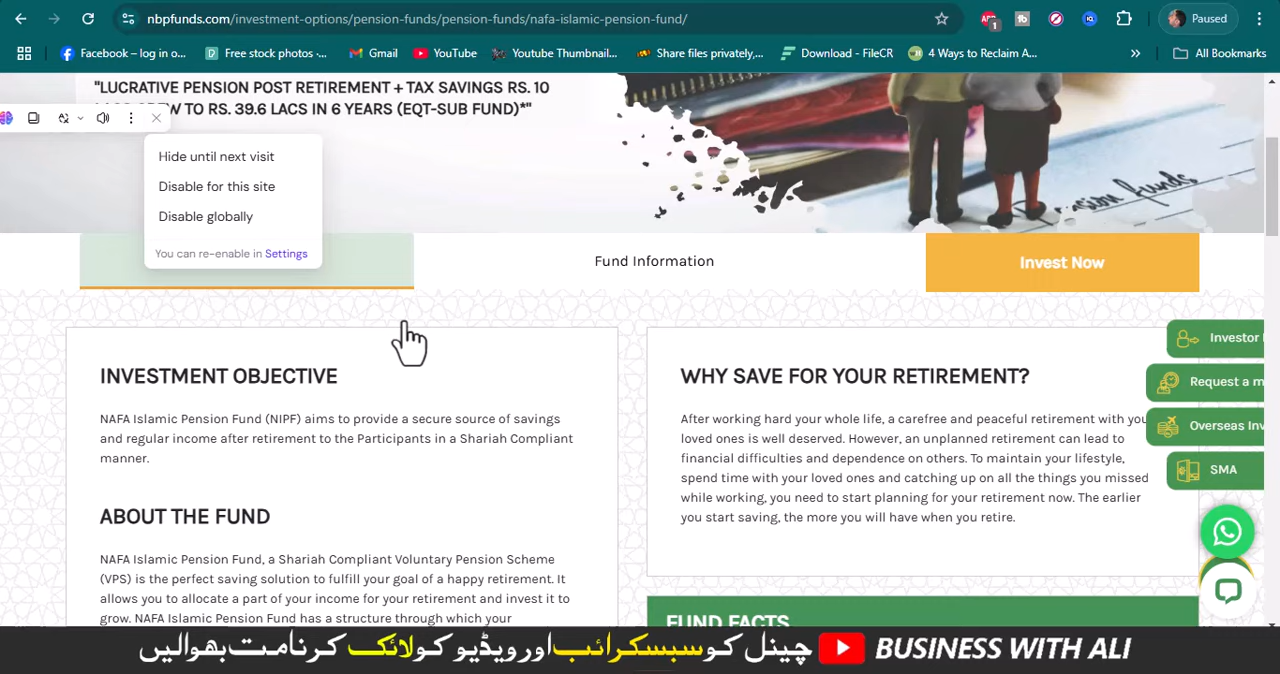 nbpfunds.com/investment-options/pension-funds/pension-funds/nafa-islamic-pension-fund/
1
Paused
Facebook – log in o...
Free stock photos ·...
Gmail
YouTube
Youtube Thumbnail...
Share files privately,...
Download - FileCR
4 Ways to Reclaim A...
»
All Bookmarks
"LUCRATIVE PENSION POST RETIREMENT + TAX SAVINGS RS. 10
TO RS. 39.6 LACS IN 6 YEARS (EQT-SUB FUND)*"
Hide until next visit
Disable for this site
Disable globally
You can re-enable in Settings
Pension funds
Fund Information
Invest Now
INVESTMENT OBJECTIVE
NAFA Islamic Pension Fund (NIPF) aims to provide a secure source of savings
and regular income after retirement to the Participants in a Shariah Compliant
manner.
ABOUT THE FUND
NAFA Islamic Pension Fund, a Shariah Compliant Voluntary Pension Scheme
(VPS) is the perfect saving solution to fulfill your goal of a happy retirement. It
allows you to allocate a part of your income for your retirement and invest it to
grow. NAFA Islamic Pension Fund has a structure through which your
WHY SAVE FOR YOUR RETIREMENT?
After working hard your whole life, a carefree and peaceful retirement with you
loved ones is well deserved. However, an unplanned retirement can lead to
financial difficulties and dependence on others. To maintain your lifestyle,
spend time with your loved ones and catching up on all the things you missed
while working, you need to start planning for your retirement now. The earlier
you start saving, the more you will have when you retire.
FUND FACTS
Investor
Request a m
Overseas Inv
SMA
چینل کو سبسکرائب اور ویڈیو کو لائک کرنا مت بھولیں
BUSINESS WITH ALI